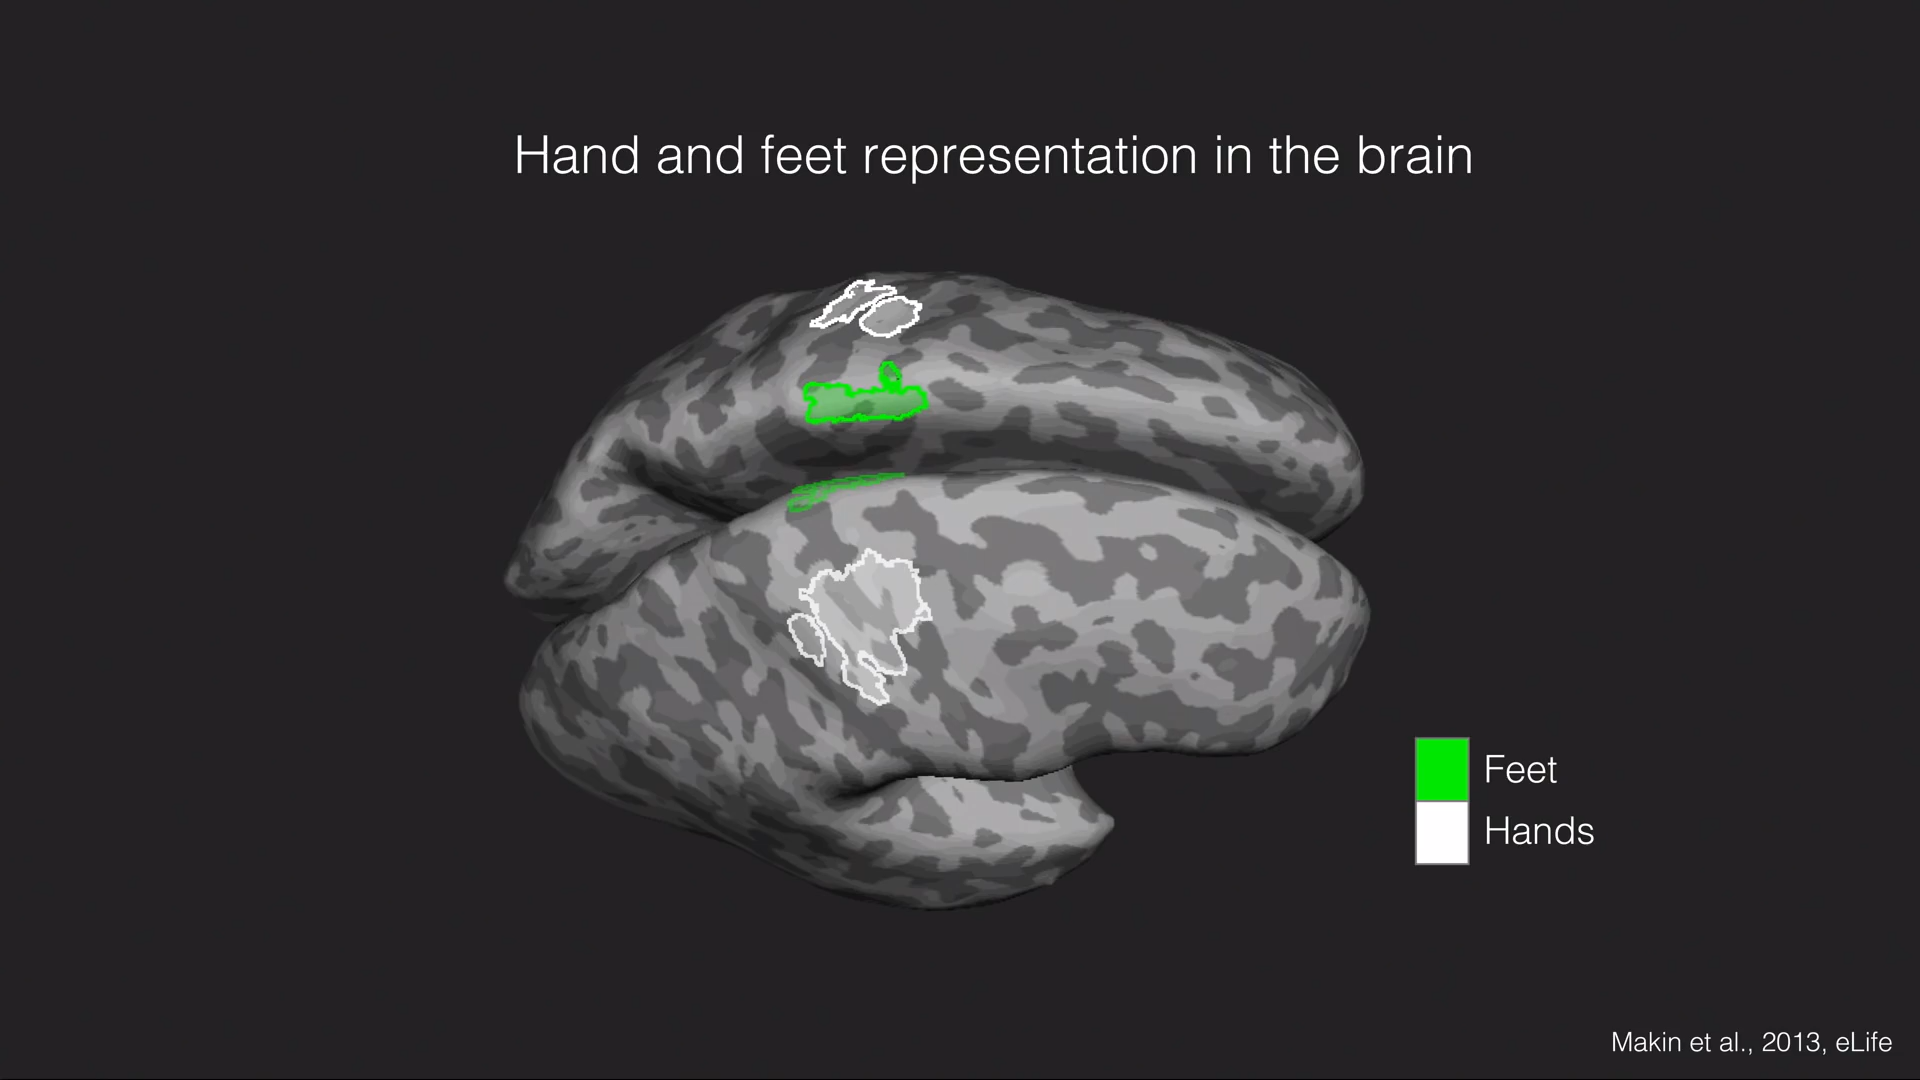 Hand and feet representation in the brain
Feet
Hands
Makin et al., 2013, eLife